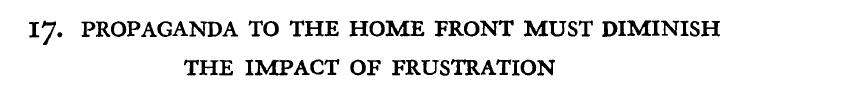 17. PROPAGANDA TO THE HOME FRONT MUST DIMINISH
THE IMPACT OF FRUSTRATION